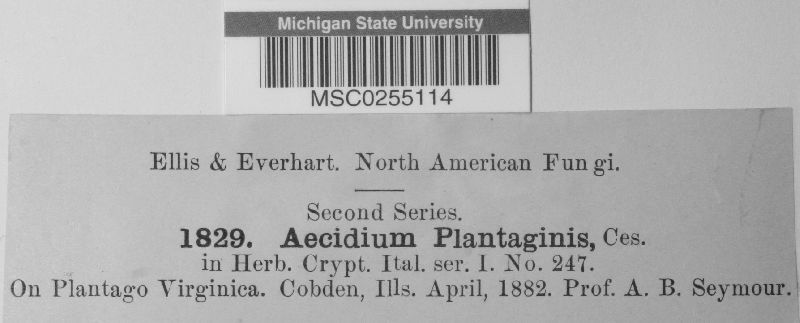 Michigan State University
MSC0255114
Ellis & Everhart. North American Fun gi.
Second Series.
1829. Aecidium Plantaginis, Ces.
in Herb. Crypt. Ital. ser. I. No. 247.
On Plantago Virginica. Cobden, Ills. April, 1882. Prof. A. B. Seymour.